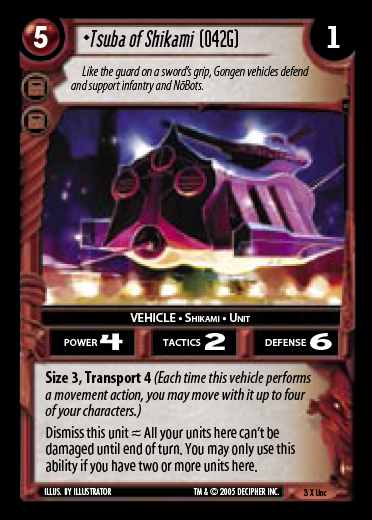 5
•Tsuba of Shikami (042G)
1
Like the guard on a sword's grip, Gongen vehicles defend
and support infantry and NōBots.
VEHICLE • SHIKAMI • UNIT
POWER 4 TACTICS 2 DEFENSE 6
Size 3, Transport 4 (Each time this vehicle performs
a movement action, you may move with it up to four
of your characters.)
Dismiss this unit ≈ All your units here can't be
damaged until end of turn. You may only use this
ability if you have two or more units here.
ILLUS. BY ILLUSTRATOR TM & © 2005 DECIPHER INC. 3 X Unc